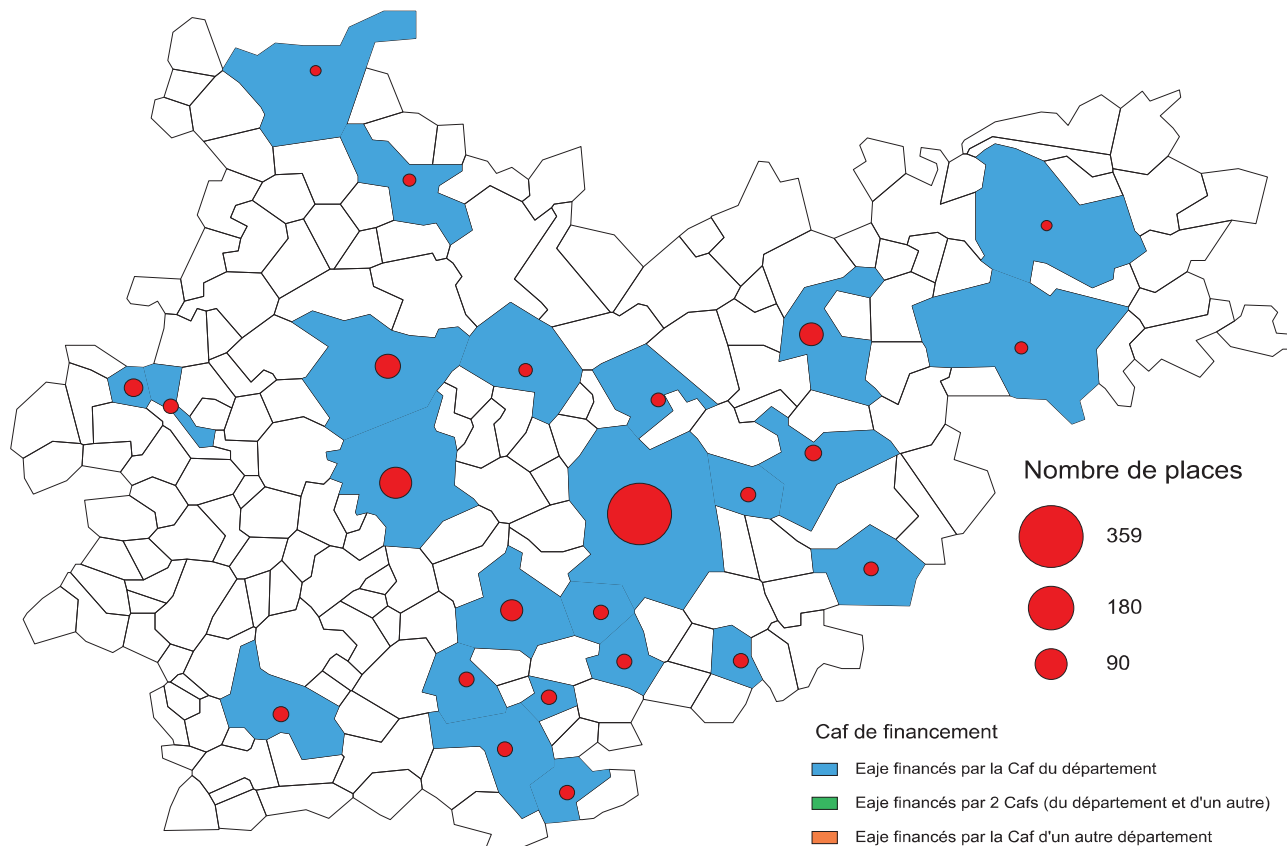 Nombre de places
359
180
90
Caf de financement
Eaje financés par la Caf du département
Eaje financés par 2 Cafs (du département et d'un autre)
Eaje financés par la Caf d'un autre département